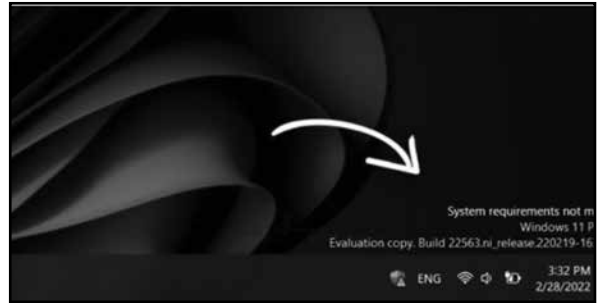 System requirements not m
Windows 11 P
Evaluation copy. Build 22563.ni_release.220219-16
ENG
3:32 PM
2/28/2022